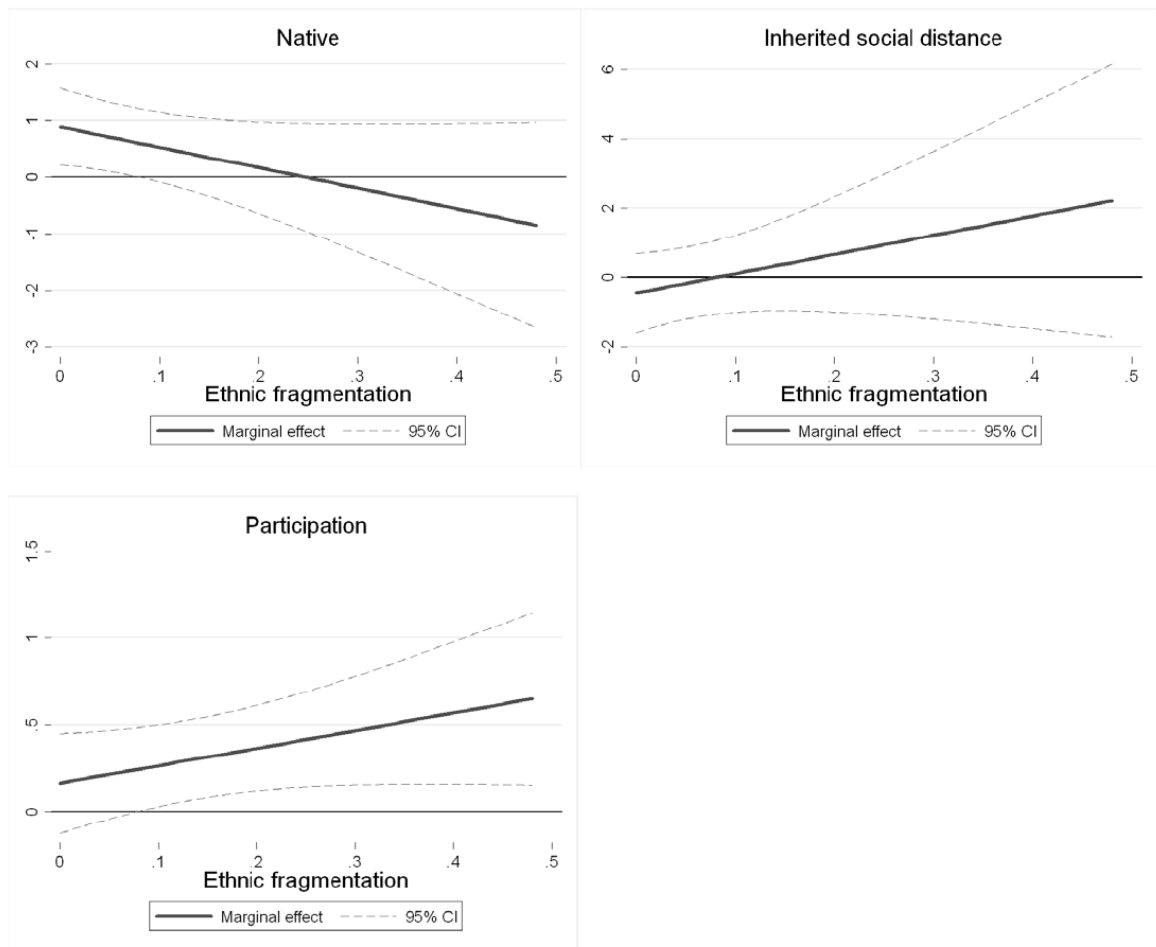 Native
2
1
0
-1
-2
-3
0 .1 .2 .3 .4 .5
Ethnic fragmentation
Marginal effect 95% CI
Inherited social distance
6
4
2
0
-2
0 .1 .2 .3 .4 .5
Ethnic fragmentation
Marginal effect 95% CI
Participation
1.5
1
.5
0
0 .1 .2 .3 .4 .5
Ethnic fragmentation
Marginal effect 95% CI